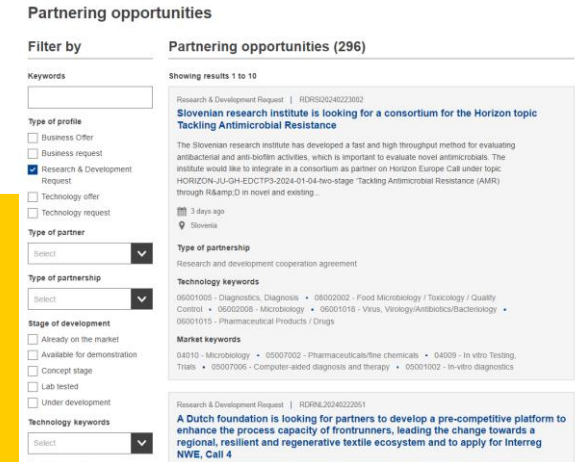 Partnering opportunities
Filter by
Keywords
Type of profile
Business Offer
Business request
Research & Development
Request
Technology offer
Technology request
Type of partner
Select
Type of partnership
Select
Stage of development
Already on the market
Available for demonstration
Concept stage
Lab tested
Under development
Technology keywords
Select
Partnering opportunities (296)
Showing results 1 to 10
Research & Development Request | RDRSI20240223002
Slovenian research institute is looking for a consortium for the Horizon topic
Tackling Antimicrobial Resistance
The Slovenian research institute has developed a fast and high throughput method for evaluating
antibacterial and anti-biofilm activities, which is important to evaluate novel antimicrobials. The
institute would like to integrate in a consortium as partner on Horizon Europe Call under topic
HORIZON-JU-GH-EDCTP3-2024-01-04-two-stage 'Tackling Antimicrobial Resistance (AMR)
through R&amp;D in novel and existing...
3 days ago
Slovenia
Type of partnership
Research and development cooperation agreement
Technology keywords
06001005 - Diagnostics, Diagnosis • 08002002 - Food Microbiology / Toxicology / Quality
Control • 06002008 - Microbiology • 06001018 - Virus, Virology/Antibiotics/Bacteriology •
06001015 - Pharmaceutical Products / Drugs
Market keywords
04010 - Microbiology • 05007002 - Pharmaceuticals/fine chemicals • 04009 - In vitro Testing,
Trials • 05007006 - Computer-aided diagnosis and therapy • 05001002 - In-vitro diagnostics
Research & Development Request | RDRNL20240222051
A Dutch foundation is looking for partners to develop a pre-competitive platform to
enhance the process capacity of frontrunners, leading the change towards a
regional, resilient and regenerative textile ecosystem and to apply for Interreg
NWE, Call 4